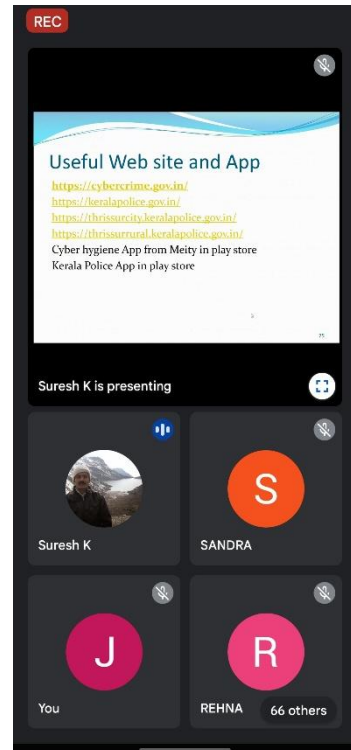 REC
Useful Web site and App
https://cybercrime.gov.in/
https://keralapolice.gov.in/
https://thrissurcity.keralapolice.gov.in/
https://thrissurrural.keralapolice.gov.in/
Cyber hygiene App from Meity in play store
Kerala Police App in play store
Suresh K is presenting
Suresh K
S
SANDRA
J
You
R
REHNA
66 others